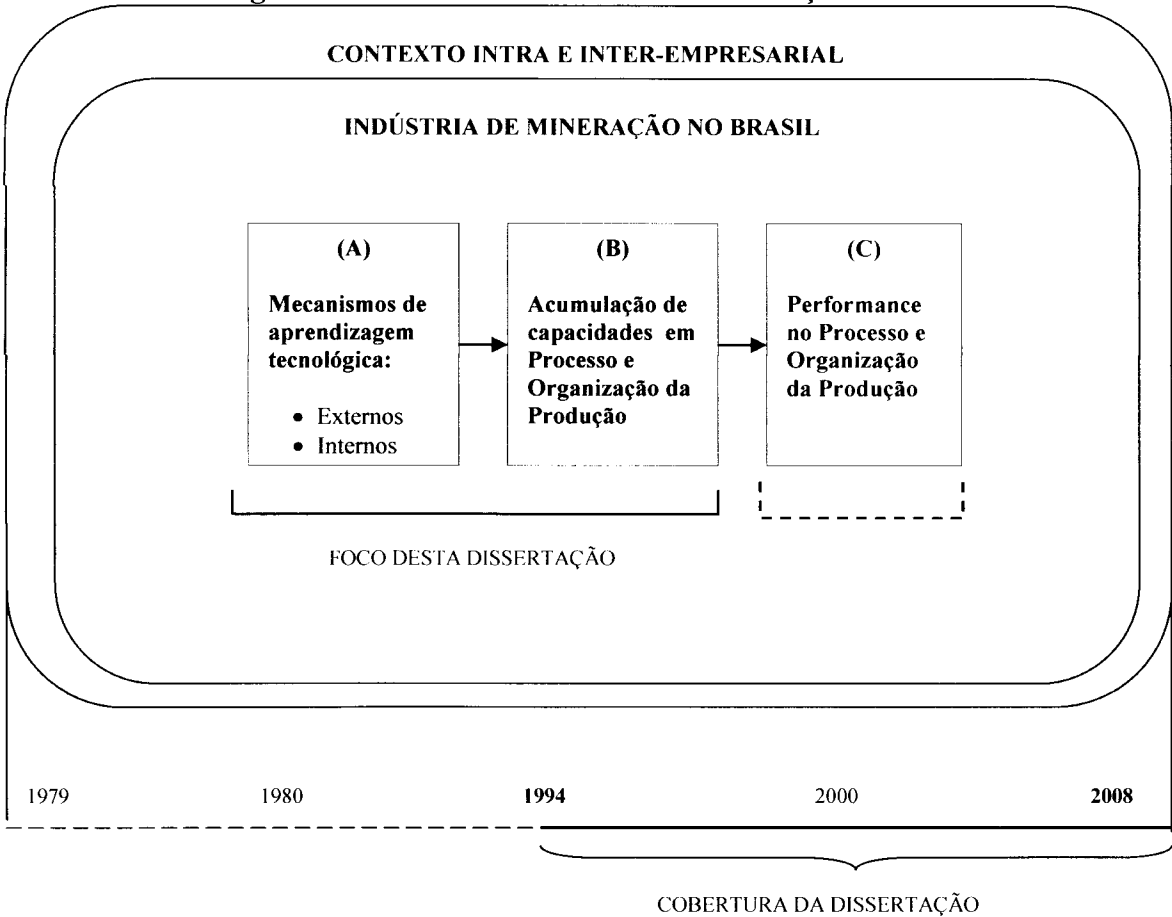 CONTEXTO INTRA E INTER-EMPRESARIAL
INDÚSTRIA DE MINERAÇÃO NO BRASIL
(A)
Mecanismos de
aprendizagem
tecnológica:
• Externos
• Internos
(B)
Acumulação de
capacidades em
Processo e
Organização da
Produção
(C)
Performance
no Processo e
Organização
da Produção
FOCO DESTA DISSERTAÇÃO
1979 1980 1994 2000 2008
COBERTURA DA DISSERTAÇÃO